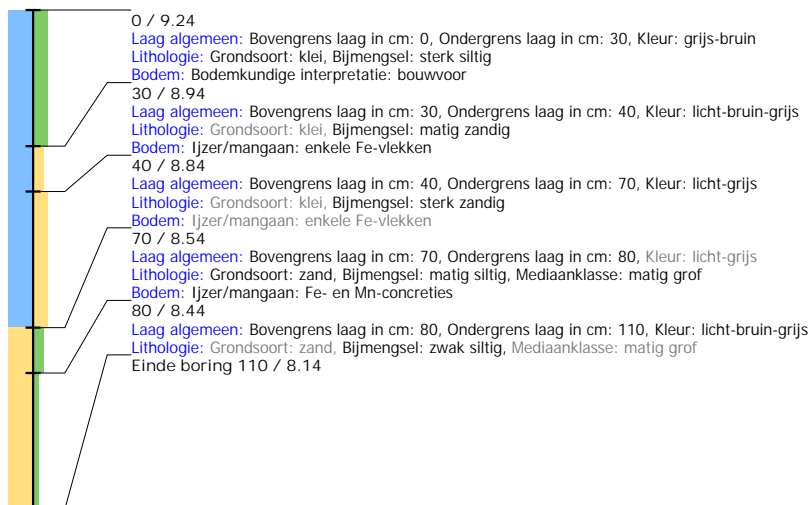 0 / 9.24
Laag algemeen: Bovengrens laag in cm: 0, Ondergrens laag in cm: 30, Kleur: grijs-bruin
Lithologie: Grondsoort: klei, Bijmengsel: sterk siltig
Bodem: Bodemkundige interpretatie: bouwvoor
30 / 8.94
Laag algemeen: Bovengrens laag in cm: 30, Ondergrens laag in cm: 40, Kleur: licht-bruin-grijs
Lithologie: Grondsoort: klei, Bijmengsel: matig zandig
Bodem: Ijzer/mangaan: enkele Fe-vlekken
40 / 8.84
Laag algemeen: Bovengrens laag in cm: 40, Ondergrens laag in cm: 70, Kleur: licht-grijs
Lithologie: Grondsoort: klei, Bijmengsel: sterk zandig
Bodem: Ijzer/mangaan: enkele Fe-vlekken
70 / 8.54
Laag algemeen: Bovengrens laag in cm: 70, Ondergrens laag in cm: 80, Kleur: licht-grijs
Lithologie: Grondsoort: zand, Bijmengsel: matig siltig, Mediaanklasse: matig grof
Bodem: Ijzer/mangaan: Fe- en Mn-concreties
80 / 8.44
Laag algemeen: Bovengrens laag in cm: 80, Ondergrens laag in cm: 110, Kleur: licht-bruin-grijs
Lithologie: Grondsoort: zand, Bijmengsel: zwak siltig, Mediaanklasse: matig grof
Einde boring 110 / 8.14